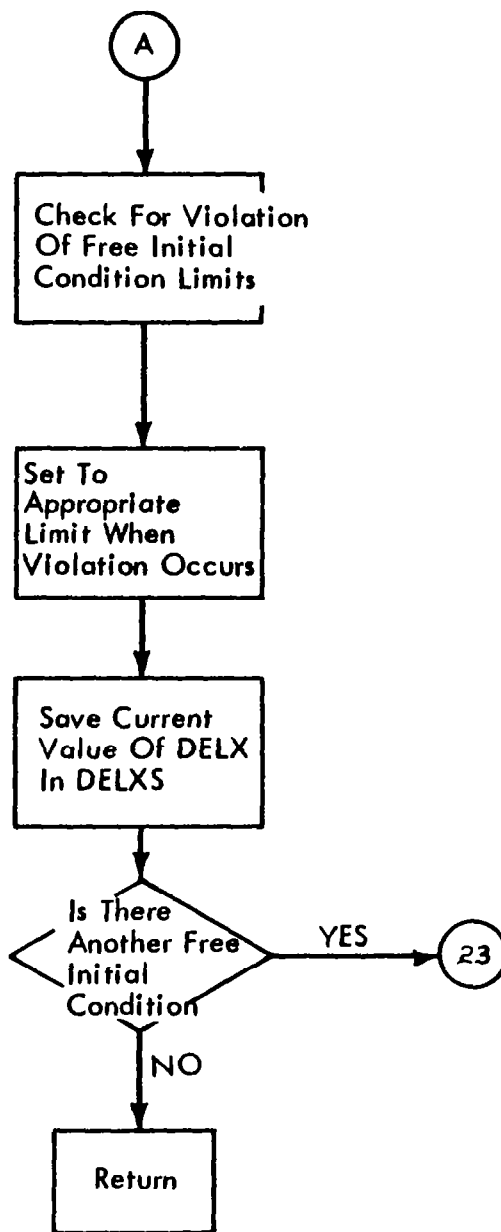 A
Check For Violation
Of Free Initial
Condition Limits
Set To
Appropriate
Limit When
Violation Occurs
Save Current
Value Of DELX
In DELXS
Is There
Another Free
Initial
Condition
YES
23
NO
Return